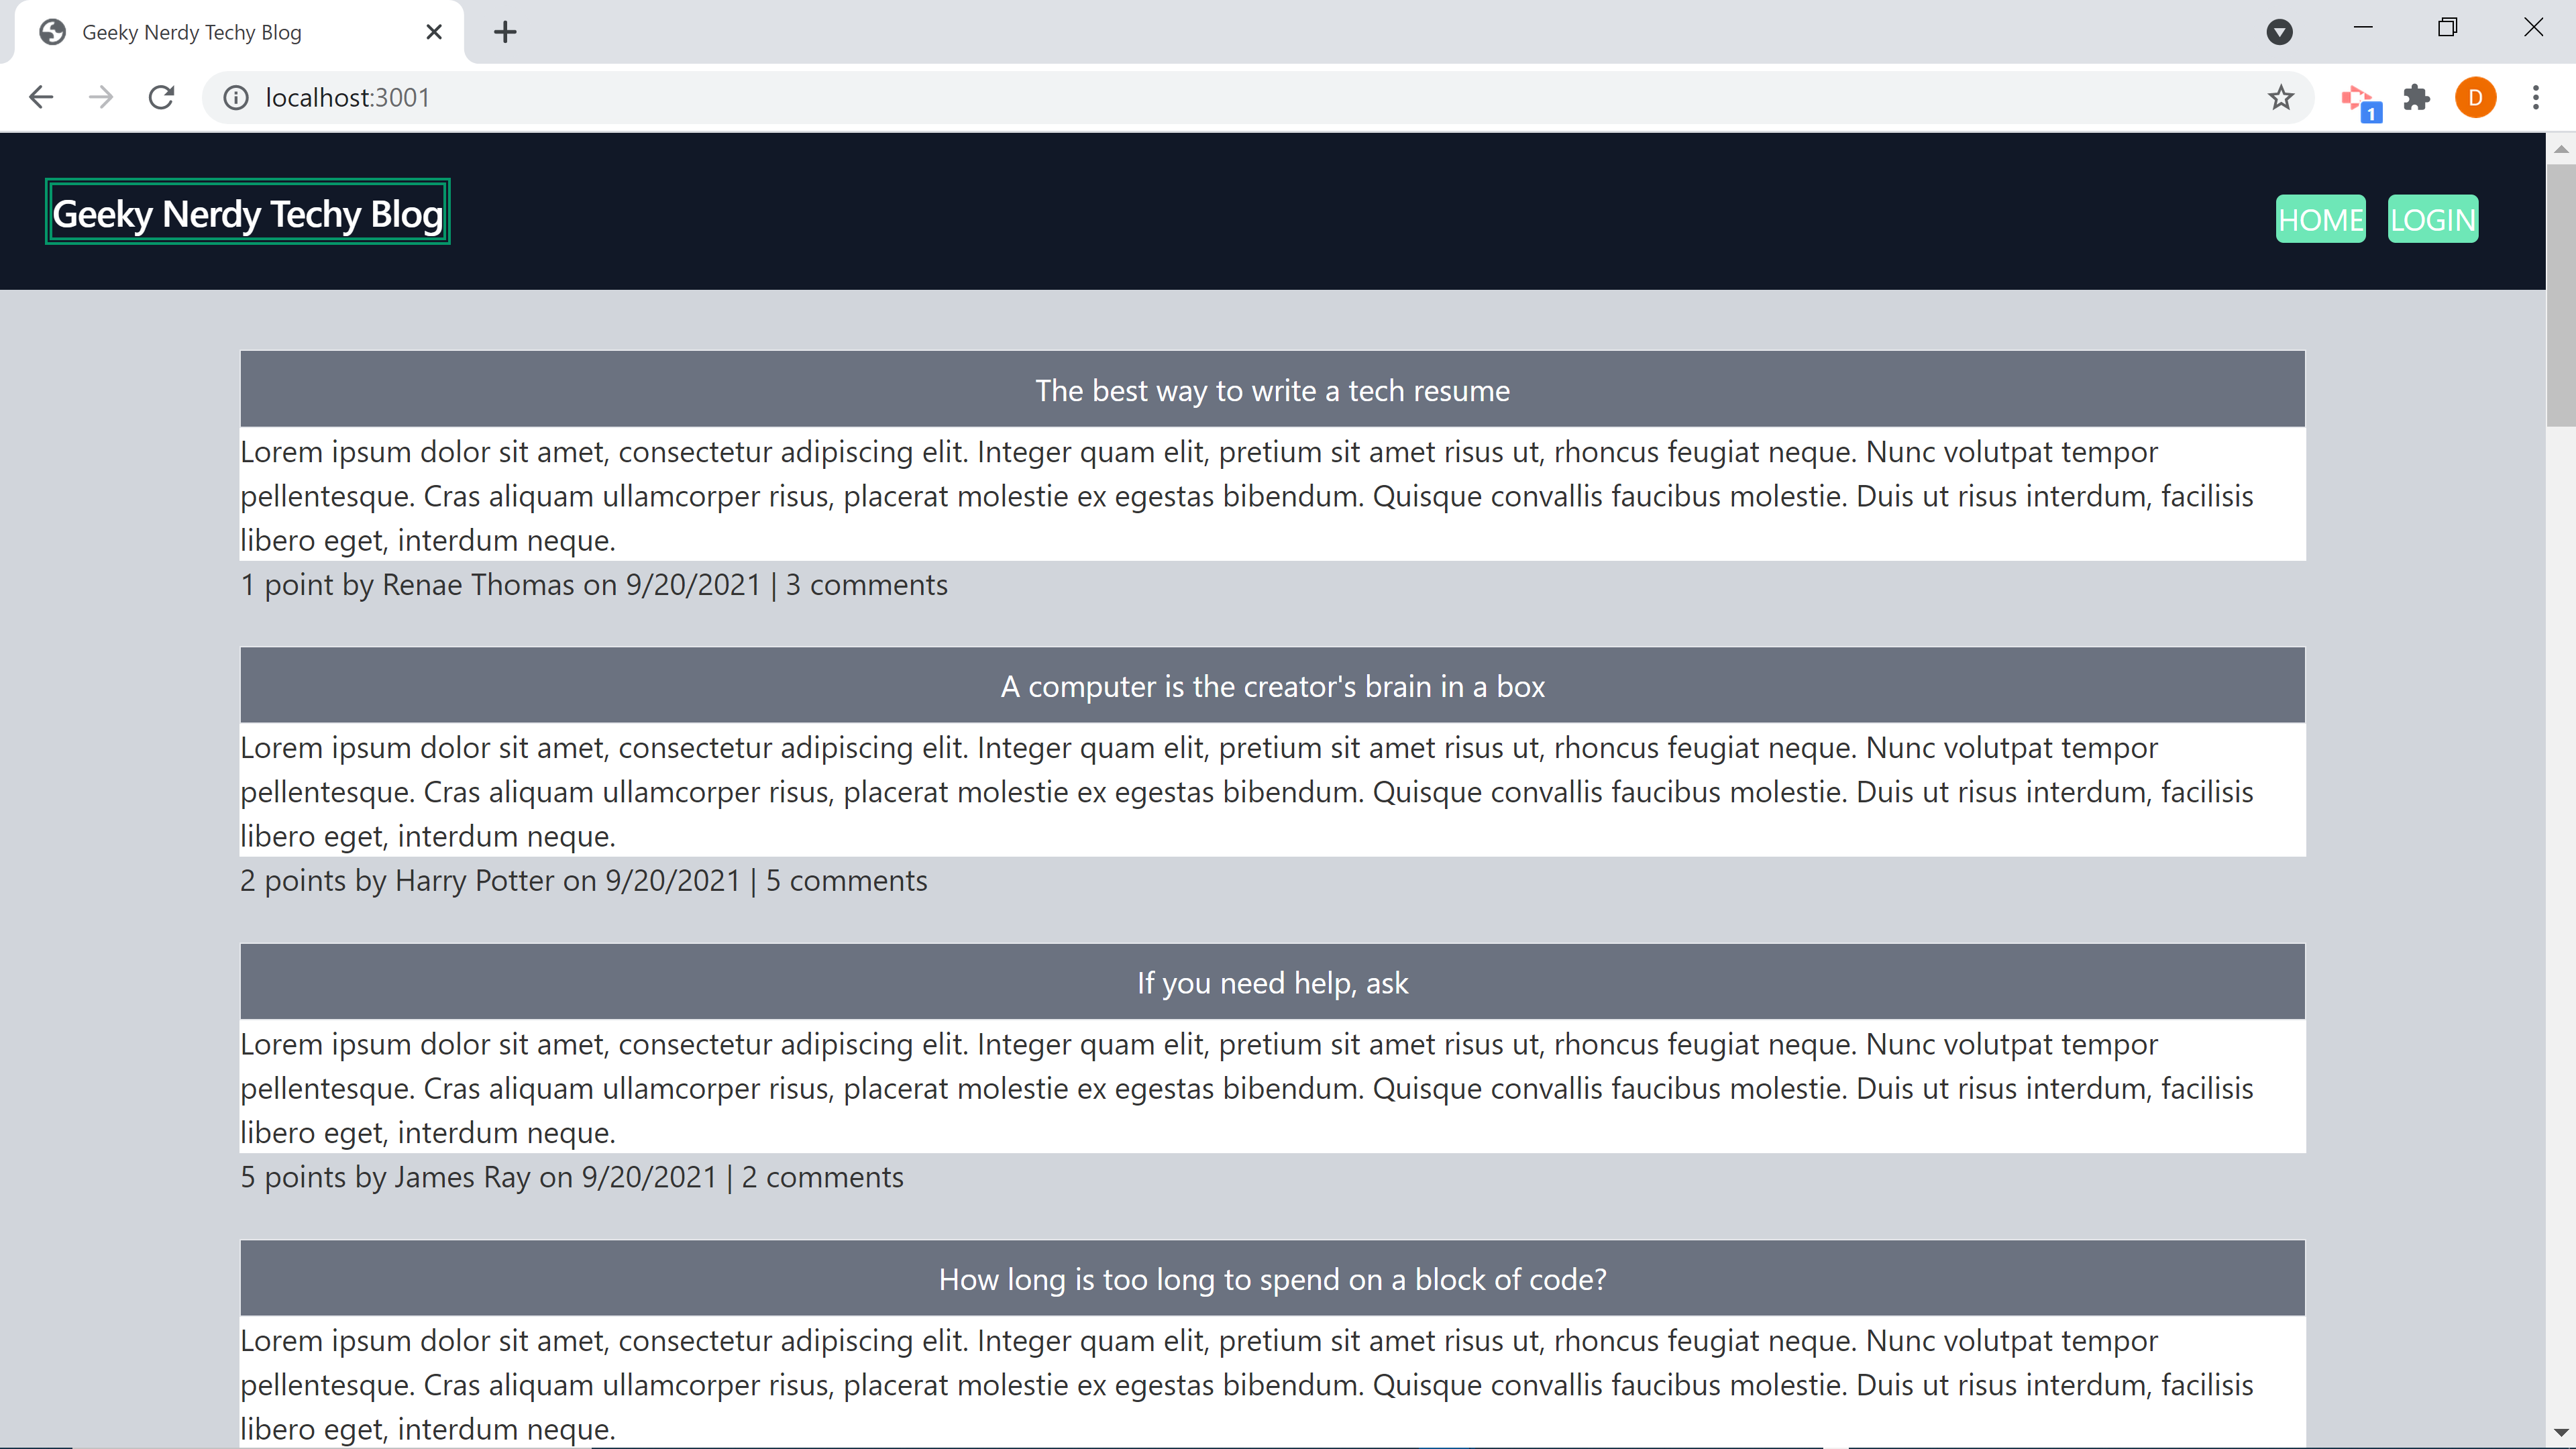 Geeky Nerdy Techy Blog
localhost:3001
1
D
Geeky Nerdy Techy Blog
HOME LOGIN
The best way to write a tech resume
Lorem ipsum dolor sit amet, consectetur adipiscing elit. Integer quam elit, pretium sit amet risus ut, rhoncus feugiat neque. Nunc volutpat tempor
pellentesque. Cras aliquam ullamcorper risus, placerat molestie ex egestas bibendum. Quisque convallis faucibus molestie. Duis ut risus interdum, facilisis
libero eget, interdum neque.
1 point by Renae Thomas on 9/20/2021 | 3 comments
A computer is the creator's brain in a box
Lorem ipsum dolor sit amet, consectetur adipiscing elit. Integer quam elit, pretium sit amet risus ut, rhoncus feugiat neque. Nunc volutpat tempor
pellentesque. Cras aliquam ullamcorper risus, placerat molestie ex egestas bibendum. Quisque convallis faucibus molestie. Duis ut risus interdum, facilisis
libero eget, interdum neque.
2 points by Harry Potter on 9/20/2021 | 5 comments
If you need help, ask
Lorem ipsum dolor sit amet, consectetur adipiscing elit. Integer quam elit, pretium sit amet risus ut, rhoncus feugiat neque. Nunc volutpat tempor
pellentesque. Cras aliquam ullamcorper risus, placerat molestie ex egestas bibendum. Quisque convallis faucibus molestie. Duis ut risus interdum, facilisis
libero eget, interdum neque.
5 points by James Ray on 9/20/2021 | 2 comments
How long is too long to spend on a block of code?
Lorem ipsum dolor sit amet, consectetur adipiscing elit. Integer quam elit, pretium sit amet risus ut, rhoncus feugiat neque. Nunc volutpat tempor
pellentesque. Cras aliquam ullamcorper risus, placerat molestie ex egestas bibendum. Quisque convallis faucibus molestie. Duis ut risus interdum, facilisis
libero eget, interdum neque.